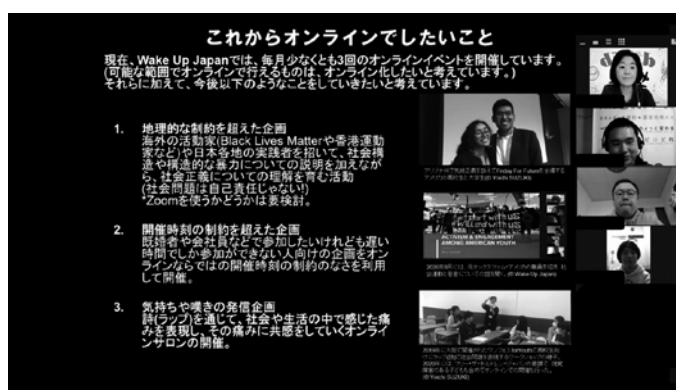 これからオンラインでしたいこと
現在、Wake Up Japanでは、毎月少なくとも3回のオンラインイベントを開催しています。
(可能な範囲でオンラインで行えるものは、オンライン化したいと考えています。)
それらに加えて、今後以下のようなことをしていきたいと考えています。
1. 地理的な制約を超えた企画
海外の活動家(Black Lives Matterや香港運動
家など)や日本各地の実践者を招いて、社会構
造や構造的な暴力についての説明を加えなが
ら、社会正義についての理解を育む活動
(社会問題は自己責任じゃない!)
*Zoomを使うかどうかは要検討。
2. 開催時刻の制約を超えた企画
既婚者や会社員などで参加したいけれども遅い
時間でしか参加ができない人向けの企画をオン
ラインならではの開催時刻の制約のなさを利用
して開催。
3. 気持ちや嘆きの発信企画
詩(ラップ)を通じて、社会や生活の中で感じた痛
みを表現し、その痛みに共感をしていくオンライ
ンサロンの開催。
ACTIVISM & ENGAGEMENT
AMONG AMERICAN YOUTH